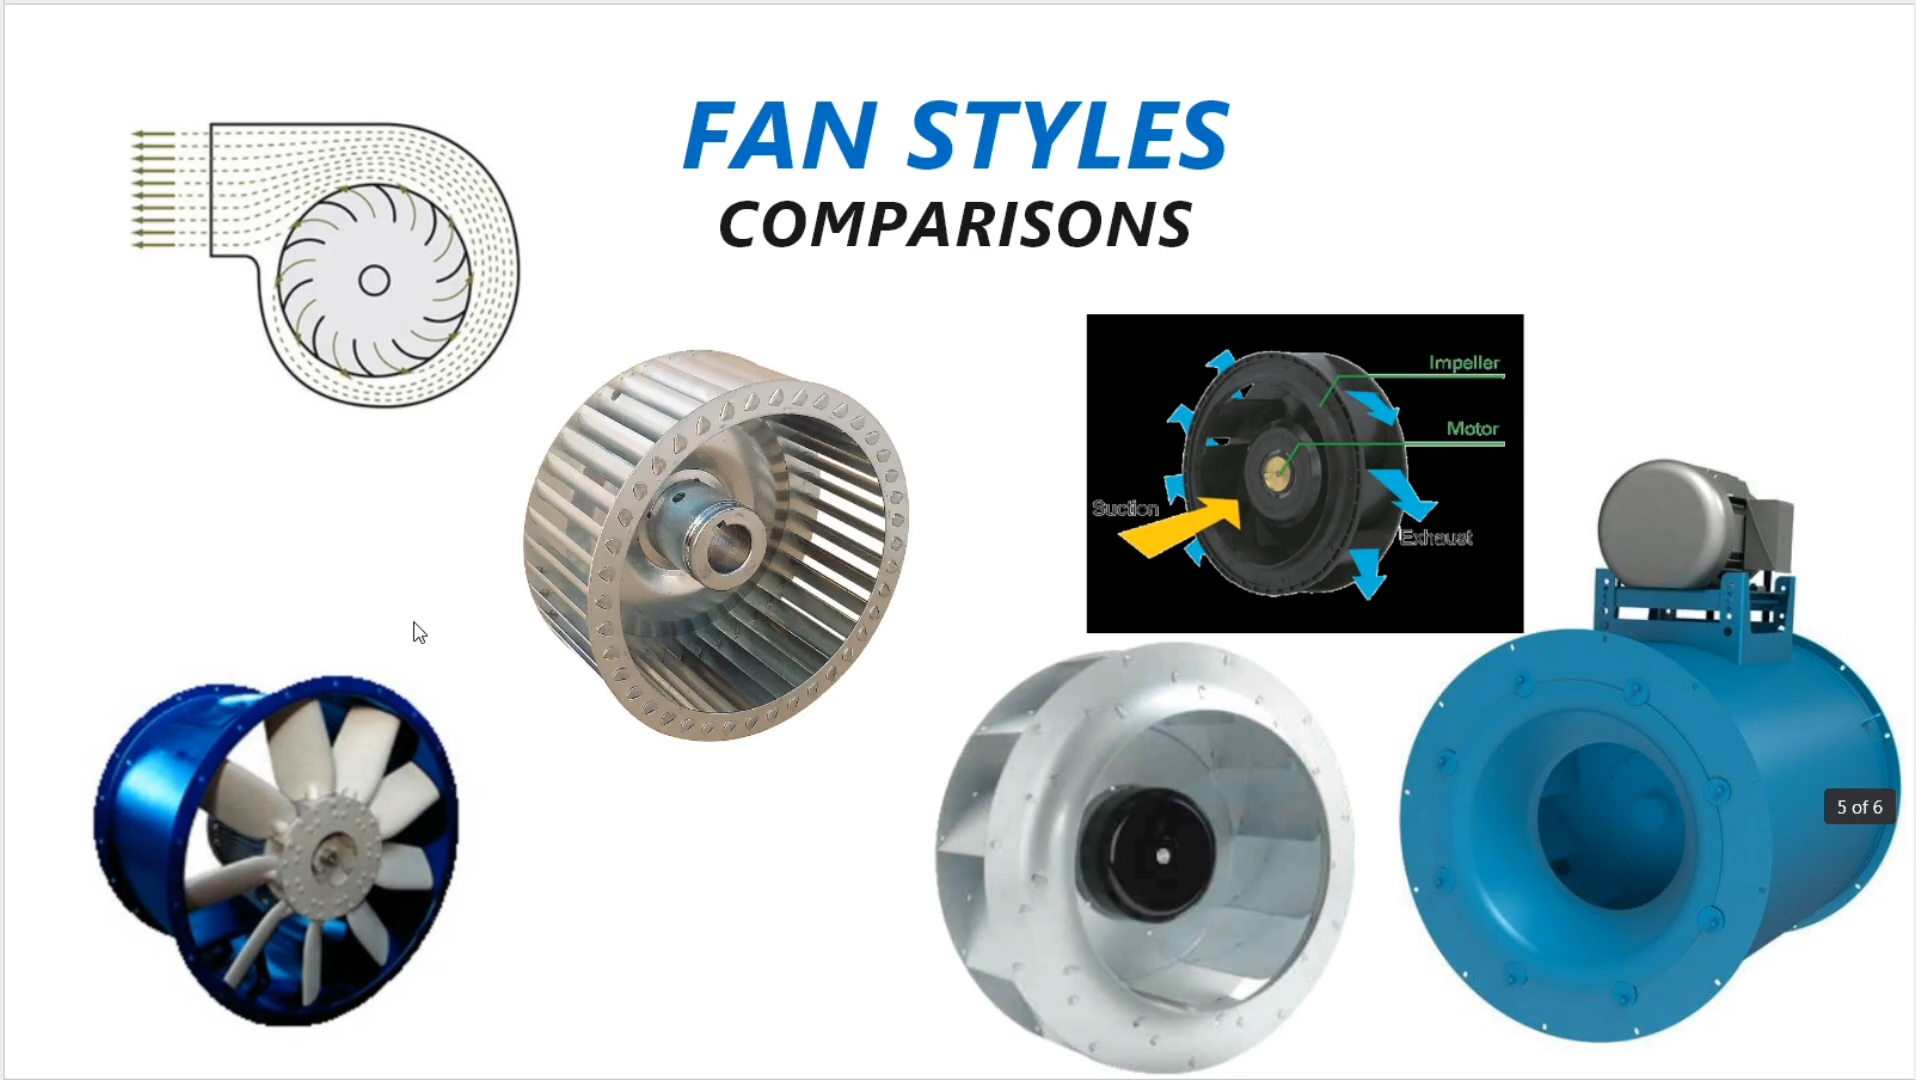 FAN STYLES
COMPARISONS
Impeller
Motor
Suction
Exhaust
5 of 6